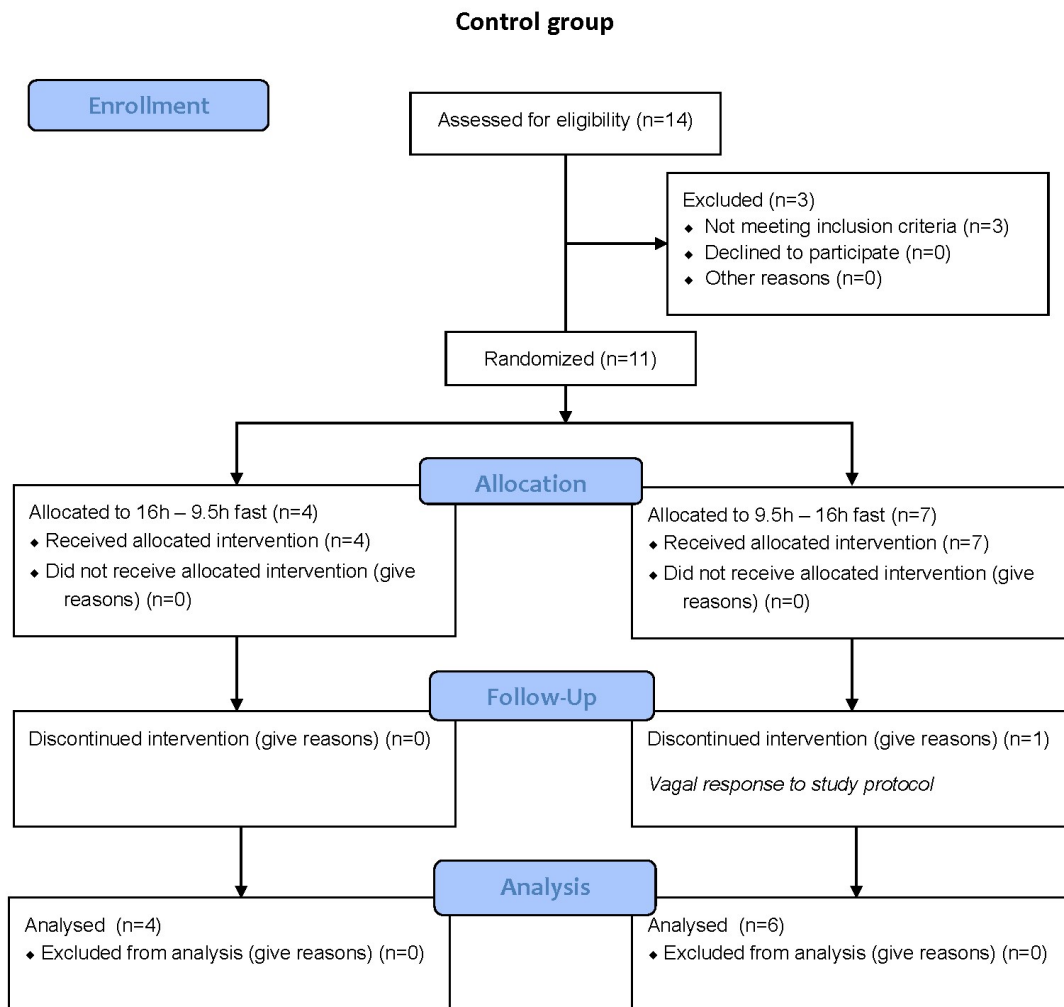 Control group
Enrollment
Assessed for eligibility (n=14)
Excluded (n=3)
⬥ Not meeting inclusion criteria (n=3)
⬥ Declined to participate (n=0)
⬥ Other reasons (n=0)
Randomized (n=11)
Allocation
Allocated to 16h – 9.5h fast (n=4)
⬥ Received allocated intervention (n=4)
⬥ Did not receive allocated intervention (give
reasons) (n=0)
Allocated to 9.5h – 16h fast (n=7)
⬥ Received allocated intervention (n=7)
⬥ Did not receive allocated intervention (give
reasons) (n=0)
Follow-Up
Discontinued intervention (give reasons) (n=0)
Discontinued intervention (give reasons) (n=1)
Vagal response to study protocol
Analysis
Analysed (n=4)
⬥ Excluded from analysis (give reasons) (n=0)
Analysed (n=6)
⬥ Excluded from analysis (give reasons) (n=0)